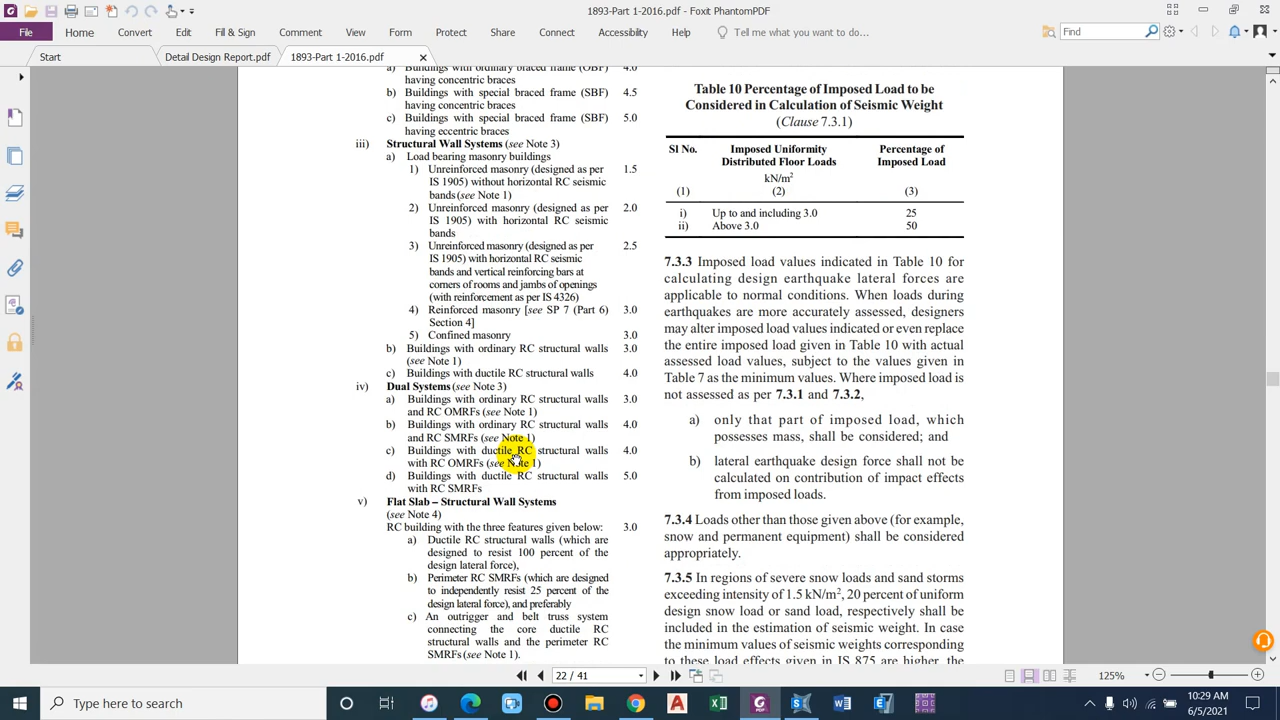 1893-Part 1-2016.pdf - Foxit PhantomPDF
File Home Convert Edit Fill & Sign Organize View Comment View Form Protect Share Connect Accessibility Help Tell me what you want to do... Find
Start Detail Design Report.pdf 1893-Part 1-2016.pdf
a) Buildings with ordinary braced frame (OBF) 4.0
having concentric braces
b) Buildings with special braced frame (SBF) 4.5
having concentric braces
c) Buildings with special braced frame (SBF) 5.0
having eccentric braces
iii) Structural Wall Systems (see Note 3)
a) Load bearing masonry buildings
1) Unreinforced masonry (designed as per 1.5
IS 1905) without horizontal RC seismic
bands (see Note 1)
2) Unreinforced masonry (designed as per 2.0
IS 1905) with horizontal RC seismic
bands
3) Unreinforced masonry (designed as per 2.5
IS 1905) with horizontal RC seismic
bands and vertical reinforcing bars at
corners of rooms and jambs of openings
(with reinforcement as per IS 4326)
4) Reinforced masonry [see SP 7 (Part 6) 3.0
Section 4]
5) Confined masonry 3.0
b) Buildings with ordinary RC structural walls 3.0
(see Note 1)
c) Buildings with ductile RC structural walls 4.0
iv) Dual Systems (see Note 3)
a) Buildings with ordinary RC structural walls 3.0
and RC OMRFs (see Note 1)
b) Buildings with ordinary RC structural walls 4.0
and RC SMRFs (see Note 1)
c) Buildings with ductile RC structural walls 4.0
with RC OMRFs (see Note 1)
d) Buildings with ductile RC structural walls 5.0
with RC SMRFs
v) Flat Slab – Structural Wall Systems
(see Note 4)
RC building with the three features given below: 3.0
a) Ductile RC structural walls (which are
designed to resist 100 percent of the
design lateral force),
b) Perimeter RC SMRFs (which are designed
to independently resist 25 percent of the
design lateral force), and preferably
c) An outrigger and belt truss system
connecting the core ductile RC
structural walls and the perimeter RC
SMRFs (see Note 1).
Table 10 Percentage of Imposed Load to be
Considered in Calculation of Seismic Weight
(Clause 7.3.1)
Sl No. Imposed Uniformity Percentage of
Distributed Floor Loads Imposed Load
kN/m²
(1) (2) (3)
i) Up to and including 3.0 25
ii) Above 3.0 50
7.3.3 Imposed load values indicated in Table 10 for
calculating design earthquake lateral forces are
applicable to normal conditions. When loads during
earthquakes are more accurately assessed, designers
may alter imposed load values indicated or even replace
the entire imposed load given in Table 10 with actual
assessed load values, subject to the values given in
Table 7 as the minimum values. Where imposed load is
not assessed as per 7.3.1 and 7.3.2,
a) only that part of imposed load, which
possesses mass, shall be considered; and
b) lateral earthquake design force shall not be
calculated on contribution of impact effects
from imposed loads.
7.3.4 Loads other than those given above (for example,
snow and permanent equipment) shall be considered
appropriately.
7.3.5 In regions of severe snow loads and sand storms
exceeding intensity of 1.5 kN/m², 20 percent of uniform
design snow load or sand load, respectively shall be
included in the estimation of seismic weight. In case
the minimum values of seismic weights corresponding
to these load effects given in IS 875 are higher, the
22 / 41 125%
Type here to search 10:29 AM
6/5/2021